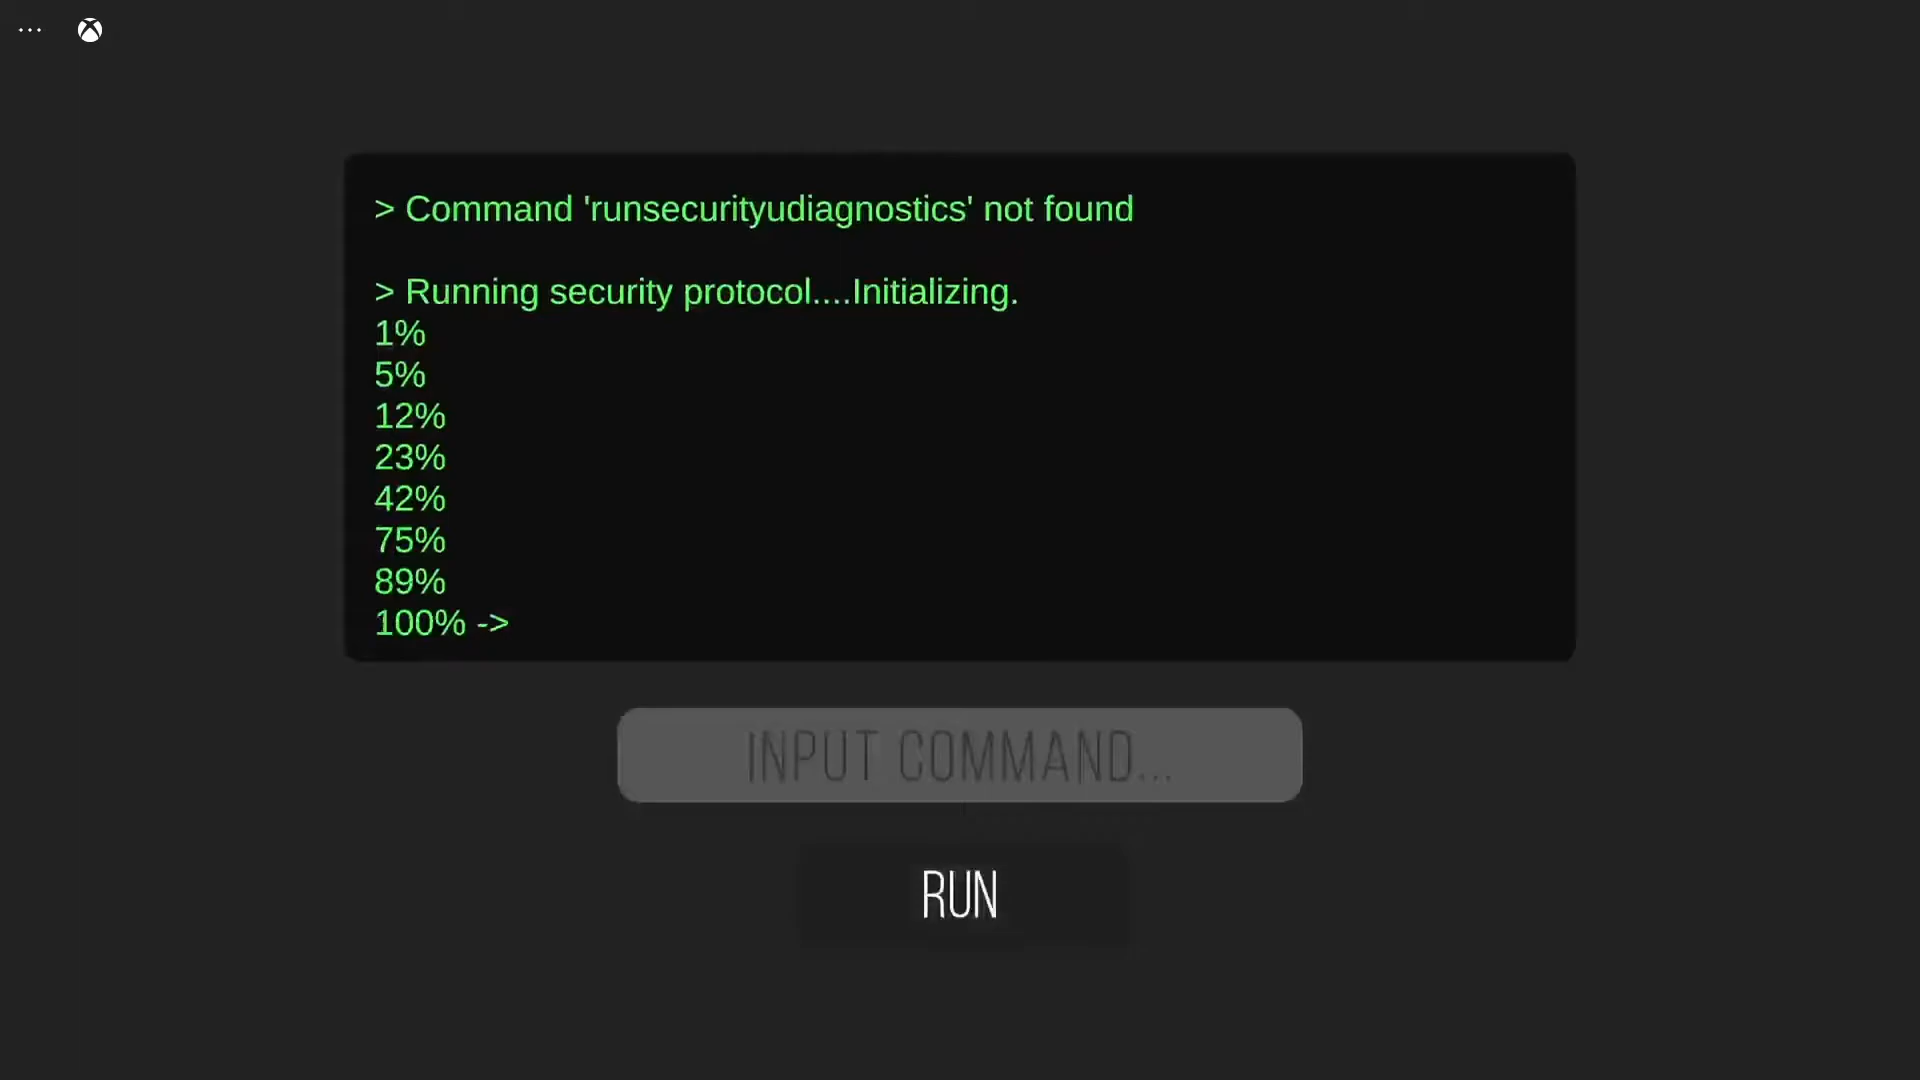 > Command 'runsecurityudiagnostics' not found
> Running security protocol....Initializing.
1%
5%
12%
23%
42%
75%
89%
100% ->
INPUT COMMAND...
RUN